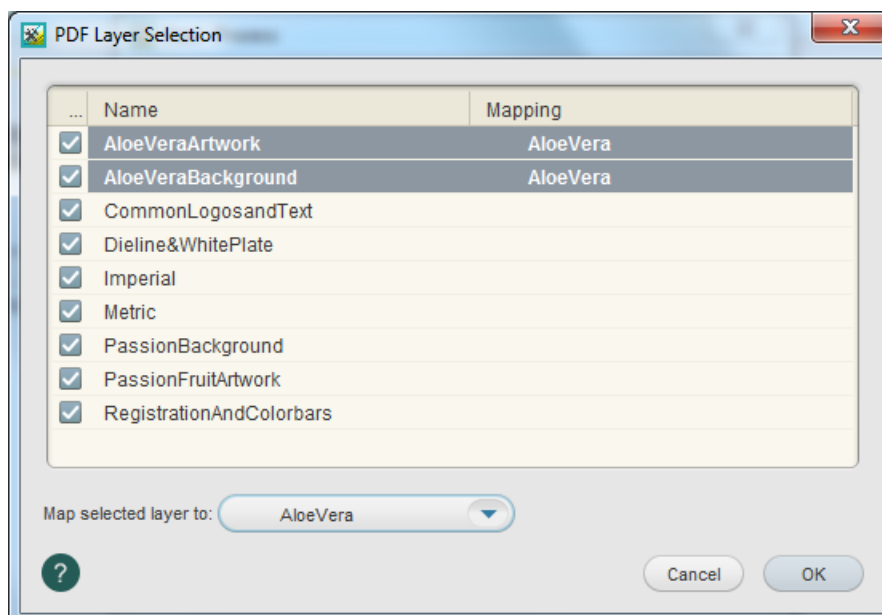 PDF Layer Selection
... Name Mapping
AloeVeraArtwork AloeVera
AloeVeraBackground AloeVera
CommonLogosandText
Dieline&WhitePlate
Imperial
Metric
PassionBackground
PassionFruitArtwork
RegistrationAndColorbars
Map selected layer to: AloeVera
? Cancel OK